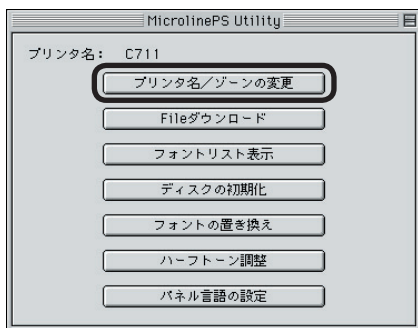 MicrolinePS Utility
プリンタ名： C711
プリンタ名／ゾーンの変更
Fileダウンロード
フォントリスト表示
ディスクの初期化
フォントの置き換え
ハーフトーン調整
パネル言語の設定